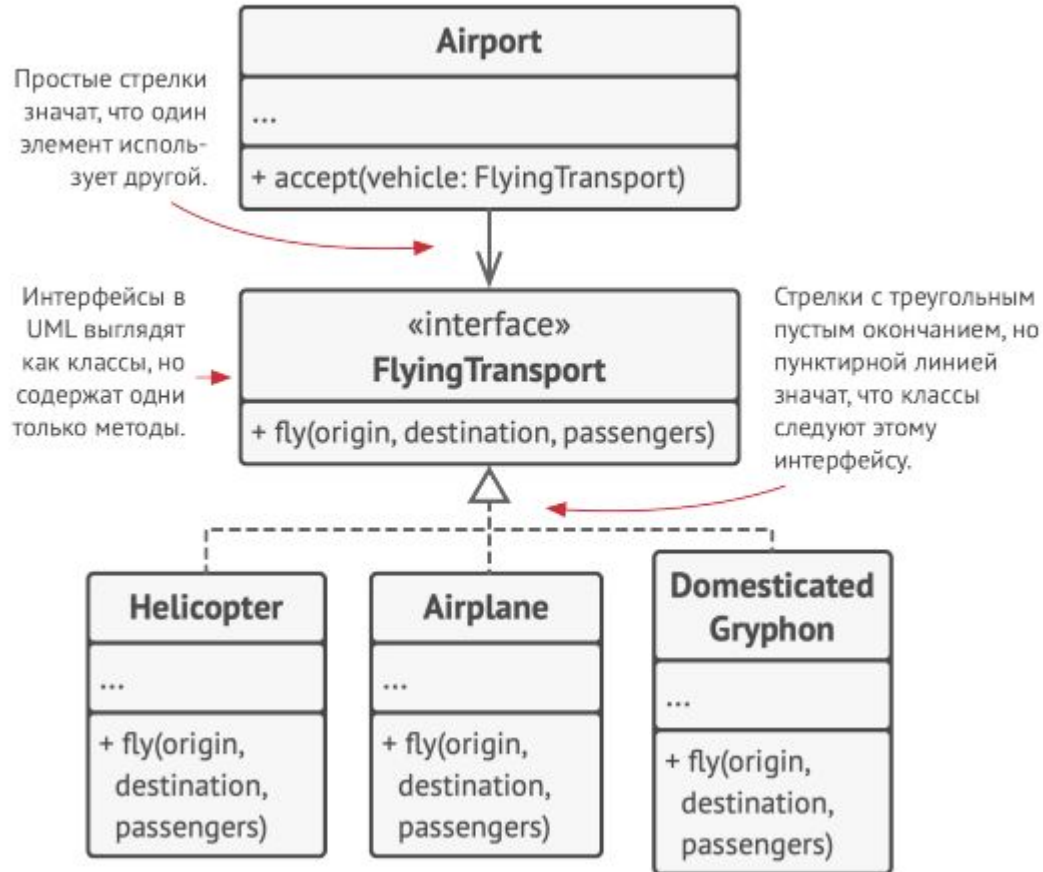 Airport
...
+ accept(vehicle: FlyingTransport)
Простые стрелки
значат, что один
элемент исполь-
зует другой.
Интерфейсы в
UML выглядят
как классы, но
содержат одни
только методы.
«interface»
FlyingTransport
+ fly(origin, destination, passengers)
Стрелки с треугольным
пустым окончанием, но
пунктирной линией
значат, что классы
следуют этому
интерфейсу.
Helicopter
...
+ fly(origin,
destination,
passengers)
Airplane
...
+ fly(origin,
destination,
passengers)
Domesticated
Gryphon
...
+ fly(origin,
destination,
passengers)